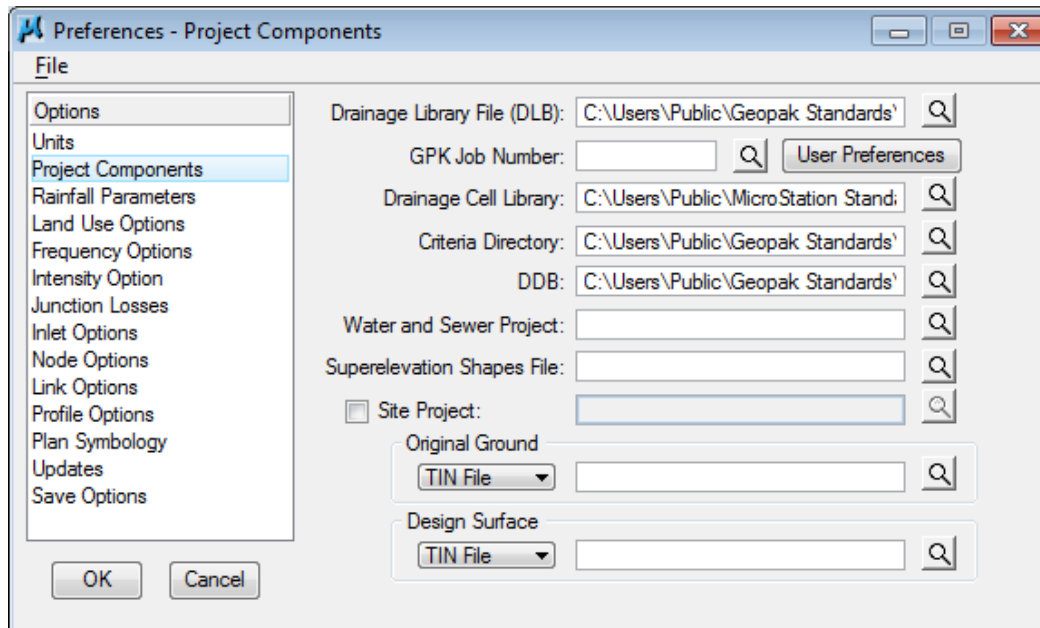 Preferences - Project Components
File
Options
Units
Project Components
Rainfall Parameters
Land Use Options
Frequency Options
Intensity Option
Junction Losses
Inlet Options
Node Options
Link Options
Profile Options
Plan Symbology
Updates
Save Options
OK Cancel
Drainage Library File (DLB): C:\Users\Public\Geopak Standards\
GPK Job Number: User Preferences
Drainage Cell Library: C:\Users\Public\MicroStation Standa
Criteria Directory: C:\Users\Public\Geopak Standards\
DDB: C:\Users\Public\Geopak Standards\
Water and Sewer Project:
Superelevation Shapes File:
Site Project:
Original Ground
TIN File
Design Surface
TIN File